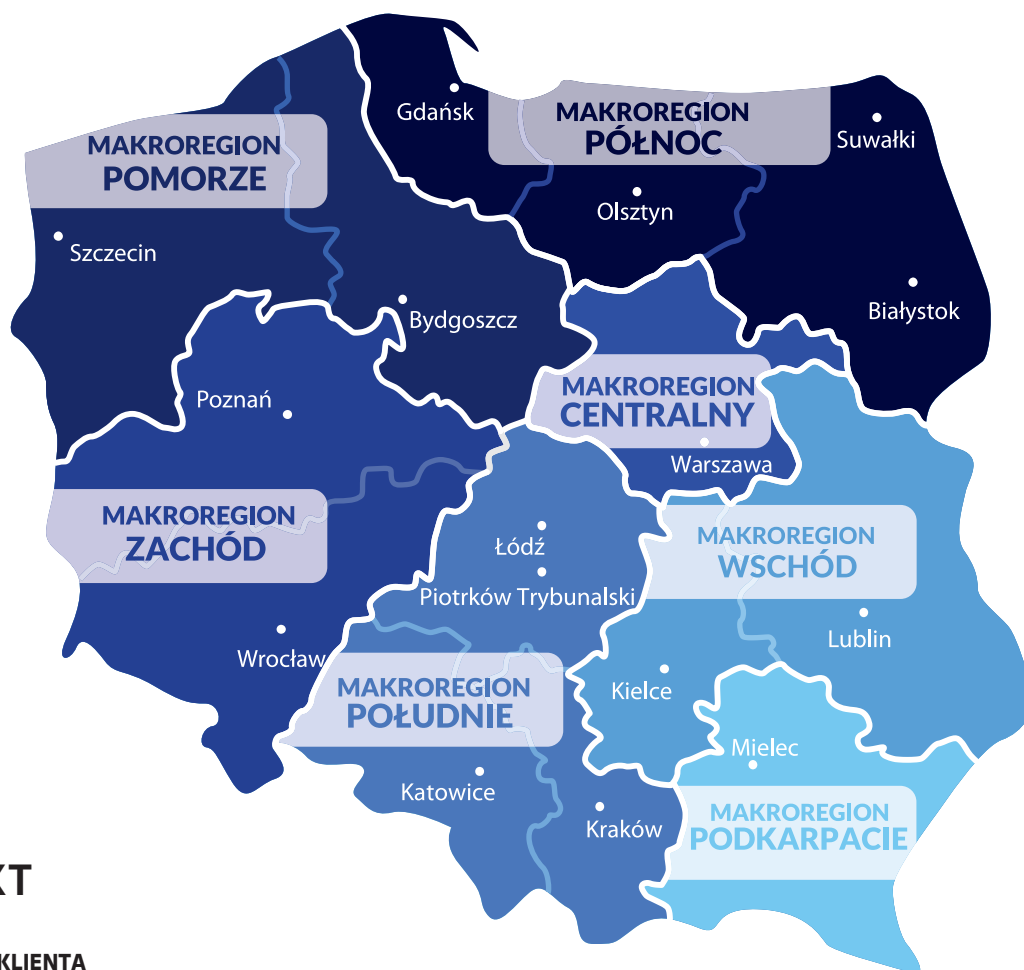 Gdańsk
MAKROREGION
PÓŁNOC
Suwałki
MAKROREGION
POMORZE
Olsztyn
Szczecin
Białystok
Bydgoszcz
MAKROREGION
CENTRALNY
Poznań
Warszawa
MAKROREGION
ZACHÓD
MAKROREGION
WSCHÓD
Łódź
Piotrków Trybunalski
Lublin
Wrocław
Kielce
MAKROREGION
POŁUDNIE
Mielec
Katowice
Kraków
MAKROREGION
PODKARPACIE
KT
KLIENTA